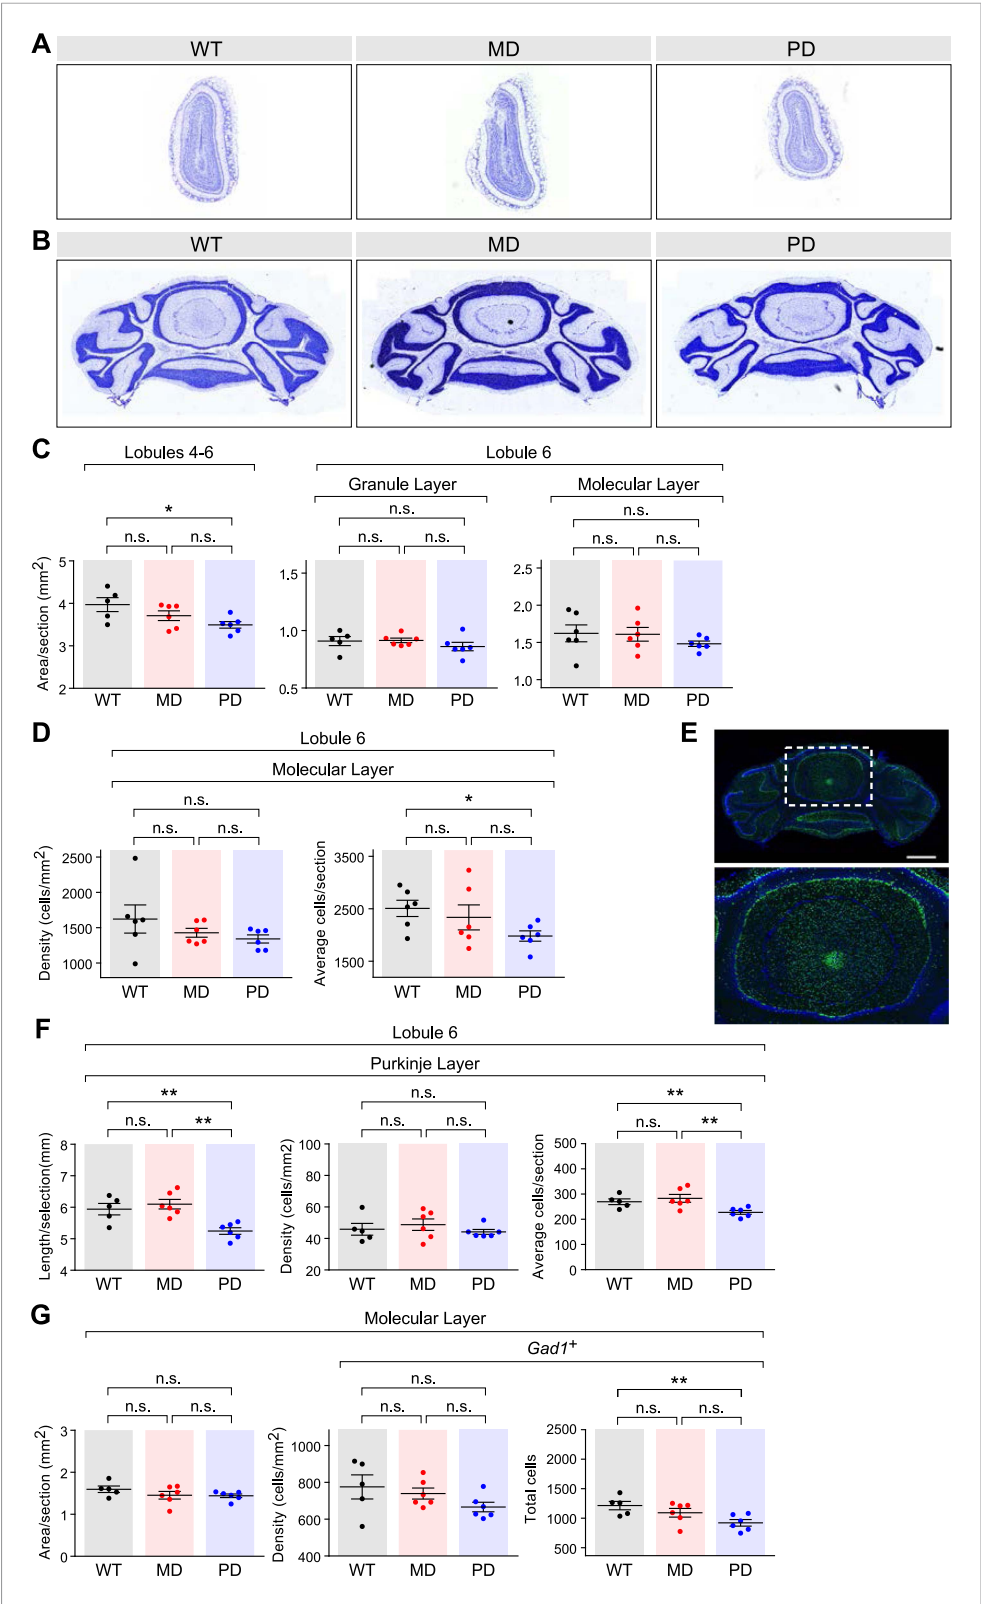 A
WT MD PD
B
WT MD PD
C
Lobules 4-6 Lobule 6
Granule Layer Molecular Layer
* n.s. n.s.
n.s. n.s. n.s. n.s. n.s. n.s.
Area/section (mm2)
5
4
3
2
WT MD PD
1.5
1.0
0.5
WT MD PD
2.5
2.0
1.5
1.0
WT MD PD
D
Lobule 6
Molecular Layer
n.s. *
n.s. n.s. n.s. n.s.
Density (cells/mm2)
2500
2000
1500
1000
WT MD PD
Average cells/section
3500
2500
1500
WT MD PD
E
F
Lobule 6
Purkinje Layer
** n.s. **
n.s. ** n.s. n.s. n.s. **
Length/selection(mm)
8
7
6
5
4
WT MD PD
Density (cells/mm2)
100
80
60
40
20
WT MD PD
Average cells/section
500
400
300
200
100
0
WT MD PD
G
Molecular Layer
Gad1+
n.s. n.s. **
n.s. n.s. n.s. n.s. n.s. n.s.
Area/section (mm2)
3
2
1
0
WT MD PD
Density (cells/mm2)
1000
800
600
400
WT MD PD
Total cells
2500
2000
1500
1000
500
WT MD PD